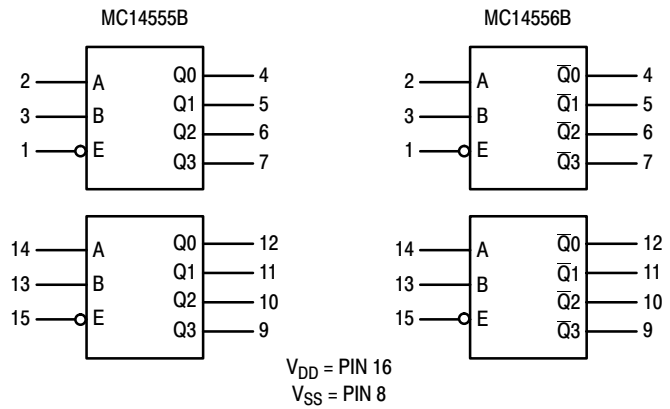 MC14555B
2 A Q0 4
3 B Q1 5
1 E Q2 6
Q3 7
14 A Q0 12
13 B Q1 11
15 E Q2 10
Q3 9
MC14556B
2 A Q̅0 4
3 B Q̅1 5
1 E Q̅2 6
Q̅3 7
14 A Q̅0 12
13 B Q̅1 11
15 E Q̅2 10
Q̅3 9
VDD = PIN 16
VSS = PIN 8